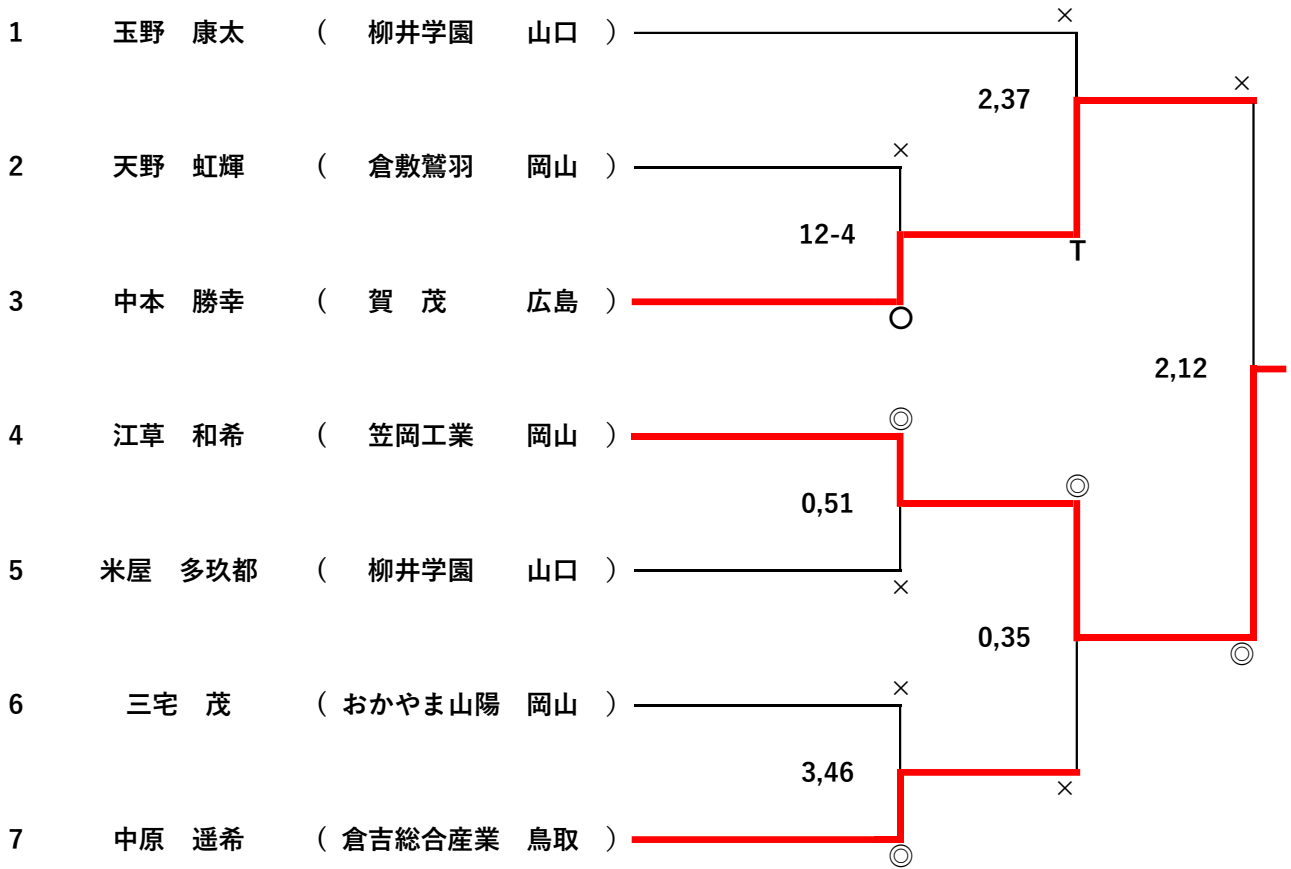 ×
1 玉野 康太 ( 柳井学園 山口 )
×
2,37
×
2 天野 虹輝 ( 倉敷鷲羽 岡山 )
12-4
T
3 中本 勝幸 ( 賀 茂 広島 )
○
2,12
◎
4 江草 和希 ( 笠岡工業 岡山 )
◎
0,51
5 米屋 多玖都 ( 柳井学園 山口 )
×
0,35
◎
×
6 三宅 茂 ( おかやま山陽 岡山 )
3,46
×
7 中原 遥希 ( 倉吉総合産業 鳥取 )
◎